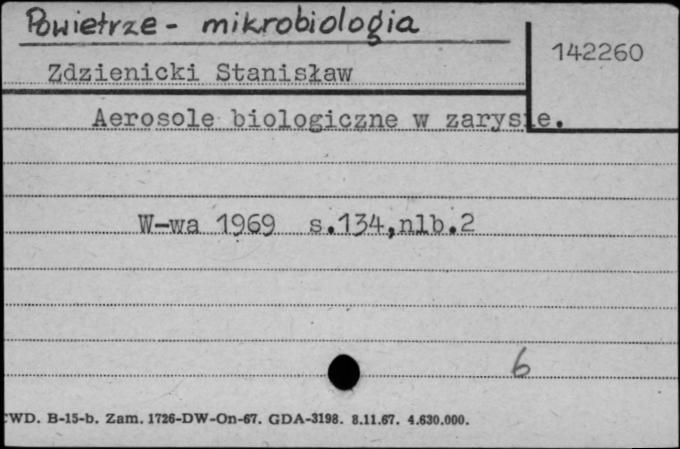 Powietrze - mikrobiologia
142260
Zdzienicki Stanisław
Aerosole biologiczne w zarysie.
W-wa 1969 s.134,nlb.2
6
CWD. B-15-b. Zam. 1726-DW-On-67. GDA-3198. 8.11.67. 4.630.000.